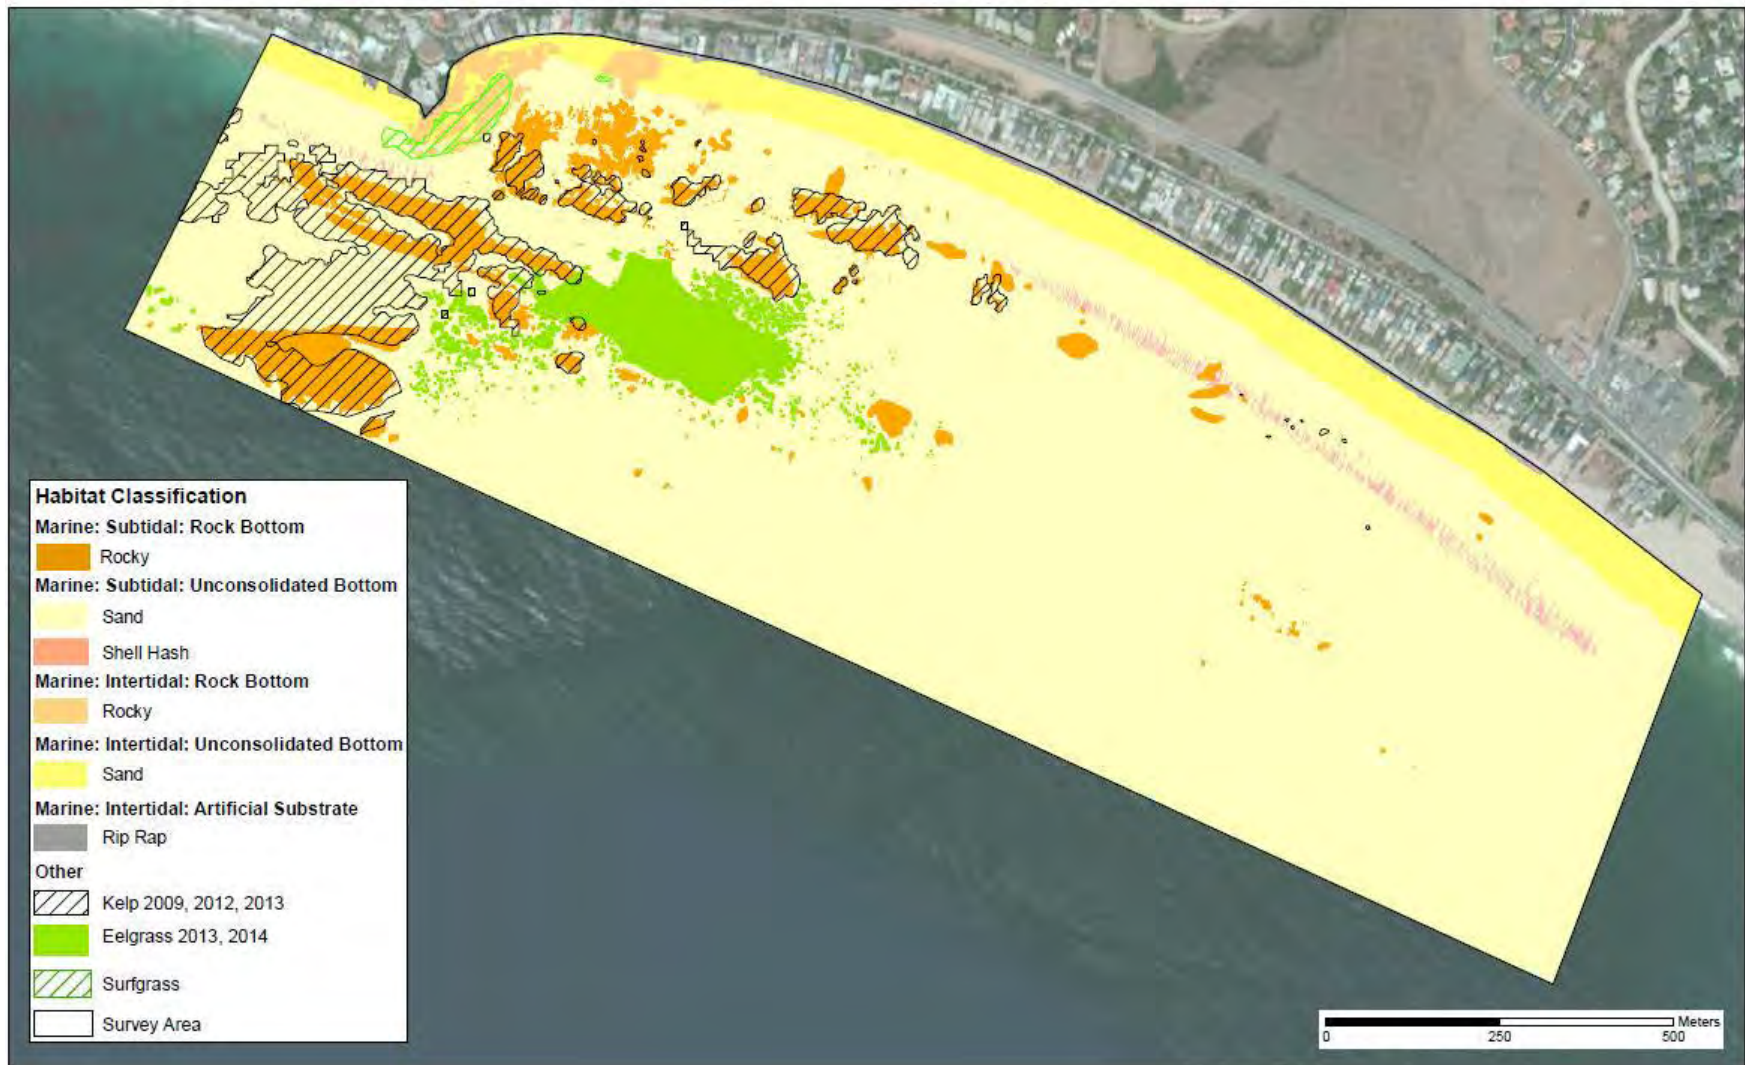 Habitat Classification
Marine: Subtidal: Rock Bottom
Rocky
Marine: Subtidal: Unconsolidated Bottom
Sand
Shell Hash
Marine: Intertidal: Rock Bottom
Rocky
Marine: Intertidal: Unconsolidated Bottom
Sand
Marine: Intertidal: Artificial Substrate
Rip Rap
Other
Kelp 2009, 2012, 2013
Eelgrass 2013, 2014
Surfgrass
Survey Area
Meters
0 250 500